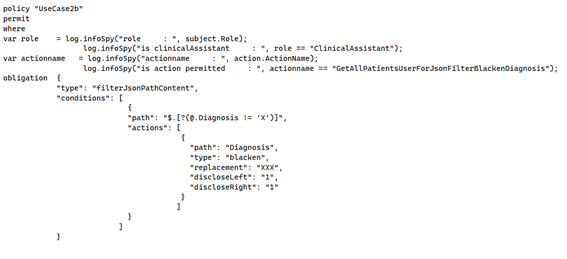 policy "UseCase2b"
permit
where
var role    = log.infoSpy("role     : ", subject.Role);
                  log.infoSpy("is clinicalAssistant     : ", role == "ClinicalAssistant");
var actionname   = log.infoSpy("actionname     : ", action.ActionName);
                  log.infoSpy("is action permitted     : ", actionname == "GetAllPatientsUserForJsonFilterBlackenDiagnosis");
obligation  {
            "type": "filterJsonPathContent",
            "conditions": [
                            {
                            "path": "$.[?(@.Diagnosis != 'X')]",
                            "actions": [
                                        {
                                          "path": "Diagnosis",
                                          "type": "blacken",
                                          "replacement": "XXX",
                                          "discloseLeft": "1",
                                          "discloseRight": "1"
                                        }
                                       ]
                            }
                          ]
            }